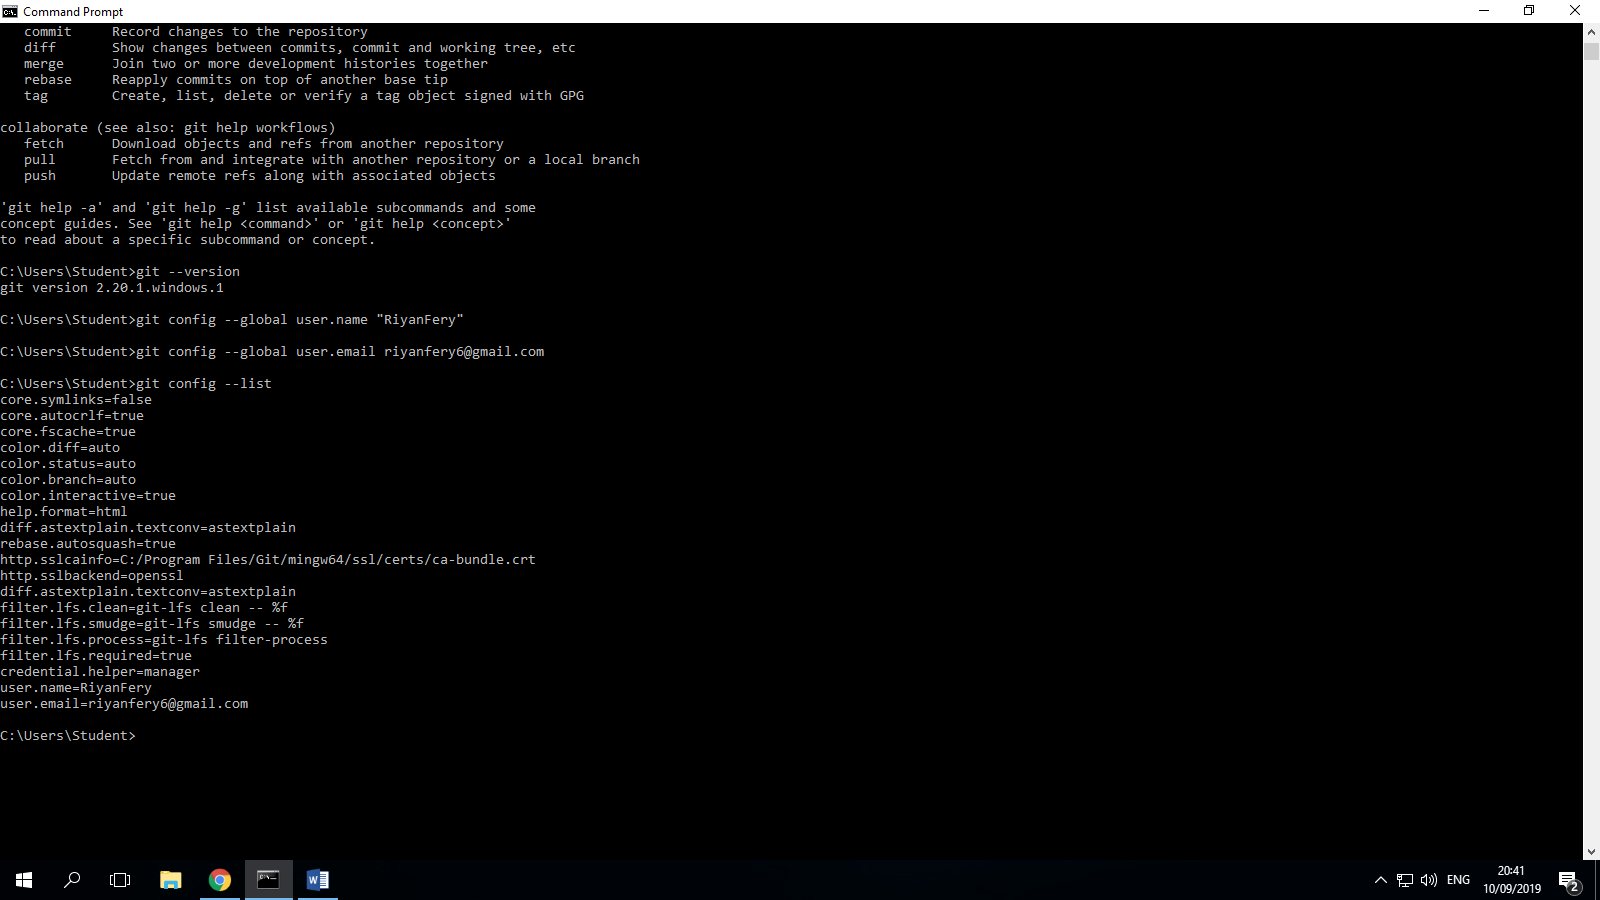 Command Prompt
commit Record changes to the repository
diff Show changes between commits, commit and working tree, etc
merge Join two or more development histories together
rebase Reapply commits on top of another base tip
tag Create, list, delete or verify a tag object signed with GPG
collaborate (see also: git help workflows)
fetch Download objects and refs from another repository
pull Fetch from and integrate with another repository or a local branch
push Update remote refs along with associated objects
'git help -a' and 'git help -g' list available subcommands and some
concept guides. See 'git help <command>' or 'git help <concept>'
to read about a specific subcommand or concept.
C:\Users\Student>git --version
git version 2.20.1.windows.1
C:\Users\Student>git config --global user.name "RiyanFery"
C:\Users\Student>git config --global user.email riyanfery6@gmail.com
C:\Users\Student>git config --list
core.symlinks=false
core.autocrlf=true
core.fscache=true
color.diff=auto
color.status=auto
color.branch=auto
color.interactive=true
help.format=html
diff.astextplain.textconv=astextplain
rebase.autosquash=true
http.sslcainfo=C:/Program Files/Git/mingw64/ssl/certs/ca-bundle.crt
http.sslbackend=openssl
diff.astextplain.textconv=astextplain
filter.lfs.clean=git-lfs clean -- %f
filter.lfs.smudge=git-lfs smudge -- %f
filter.lfs.process=git-lfs filter-process
filter.lfs.required=true
credential.helper=manager
user.name=RiyanFery
user.email=riyanfery6@gmail.com
C:\Users\Student>
ENG
20:41
10/09/2019
2